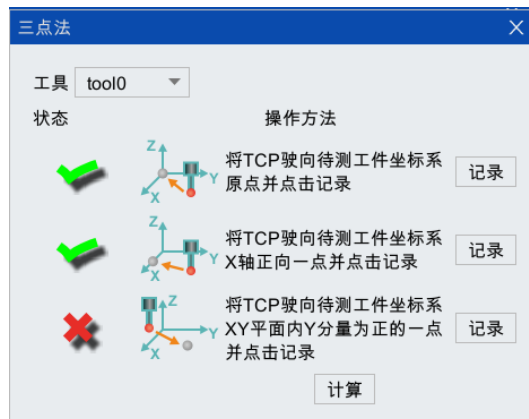 三点法
工具 tool0
状态 操作方法
Z
Y
X
将TCP驶向待测工件坐标系
原点并点击记录
记录
Z
Y
X
将TCP驶向待测工件坐标系
X轴正向一点并点击记录
记录
Z
Y
X
将TCP驶向待测工件坐标系
XY平面内Y分量为正的一点
并点击记录
记录
计算